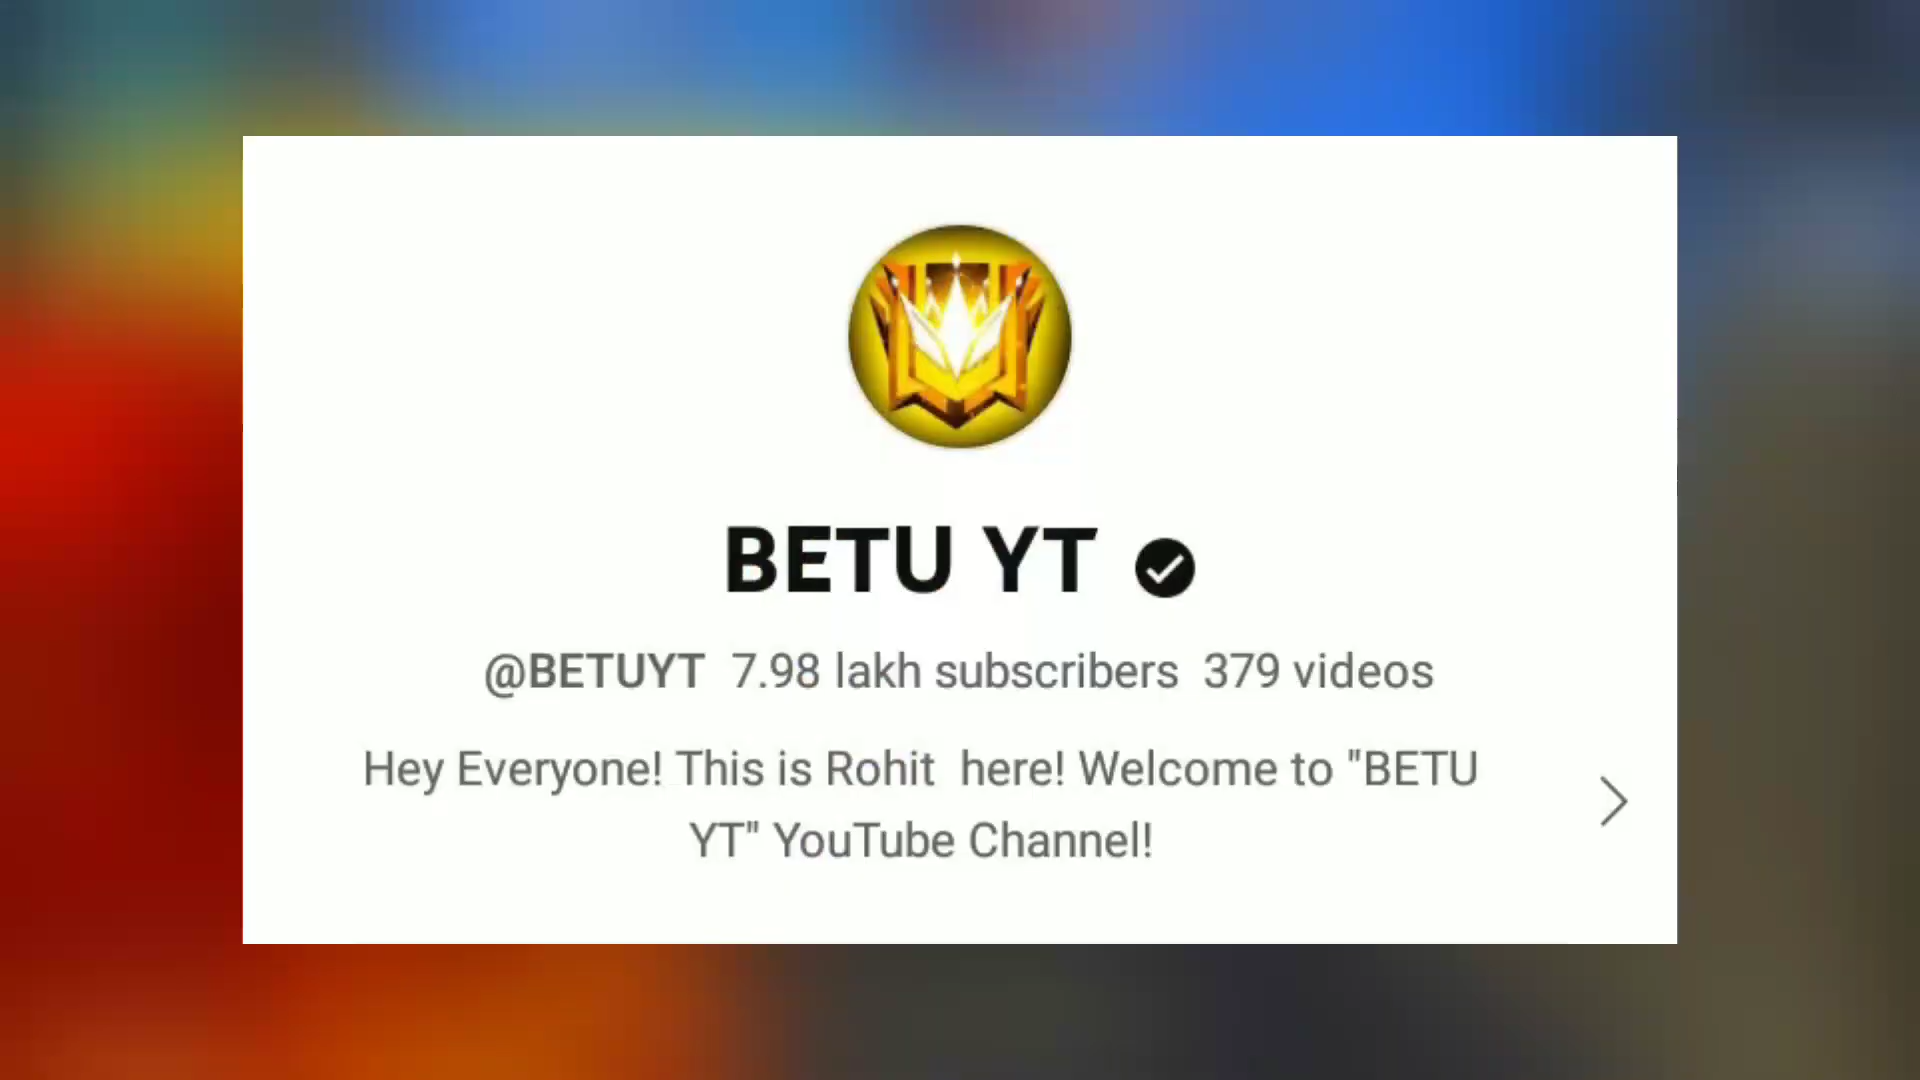 BETU YT
@BETUYT 7.98 lakh subscribers 379 videos
Hey Everyone! This is Rohit here! Welcome to "BETU
YT" YouTube Channel!